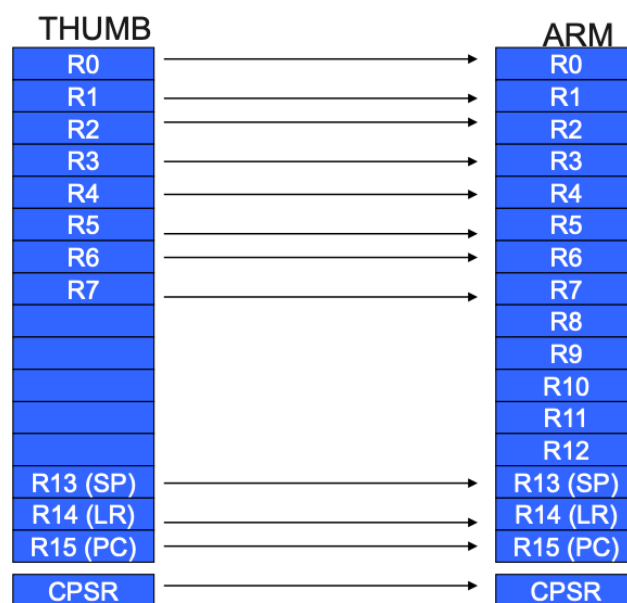 THUMB
R0
R1
R2
R3
R4
R5
R6
R7
R13 (SP)
R14 (LR)
R15 (PC)
CPSR
ARM
R0
R1
R2
R3
R4
R5
R6
R7
R8
R9
R10
R11
R12
R13 (SP)
R14 (LR)
R15 (PC)
CPSR